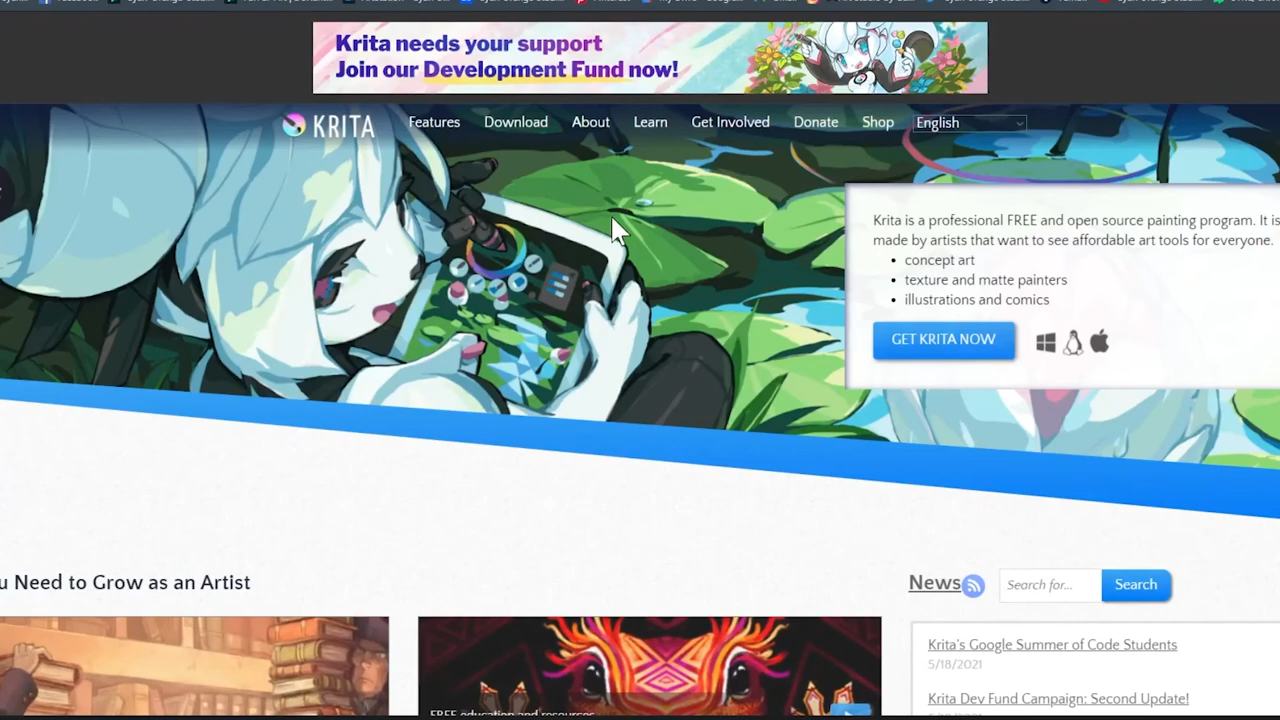 Krita needs your support
Join our Development Fund now!
KRITA
Features
Download
About
Learn
Get Involved
Donate
Shop
English
Krita is a professional FREE and open source painting program. It is
made by artists that want to see affordable art tools for everyone.
concept art
texture and matte painters
illustrations and comics
GET KRITA NOW
Need to Grow as an Artist
News
Search for...
Search
Krita's Google Summer of Code Students
5/18/2021
Krita Dev Fund Campaign: Second Update!
FREE education and resources